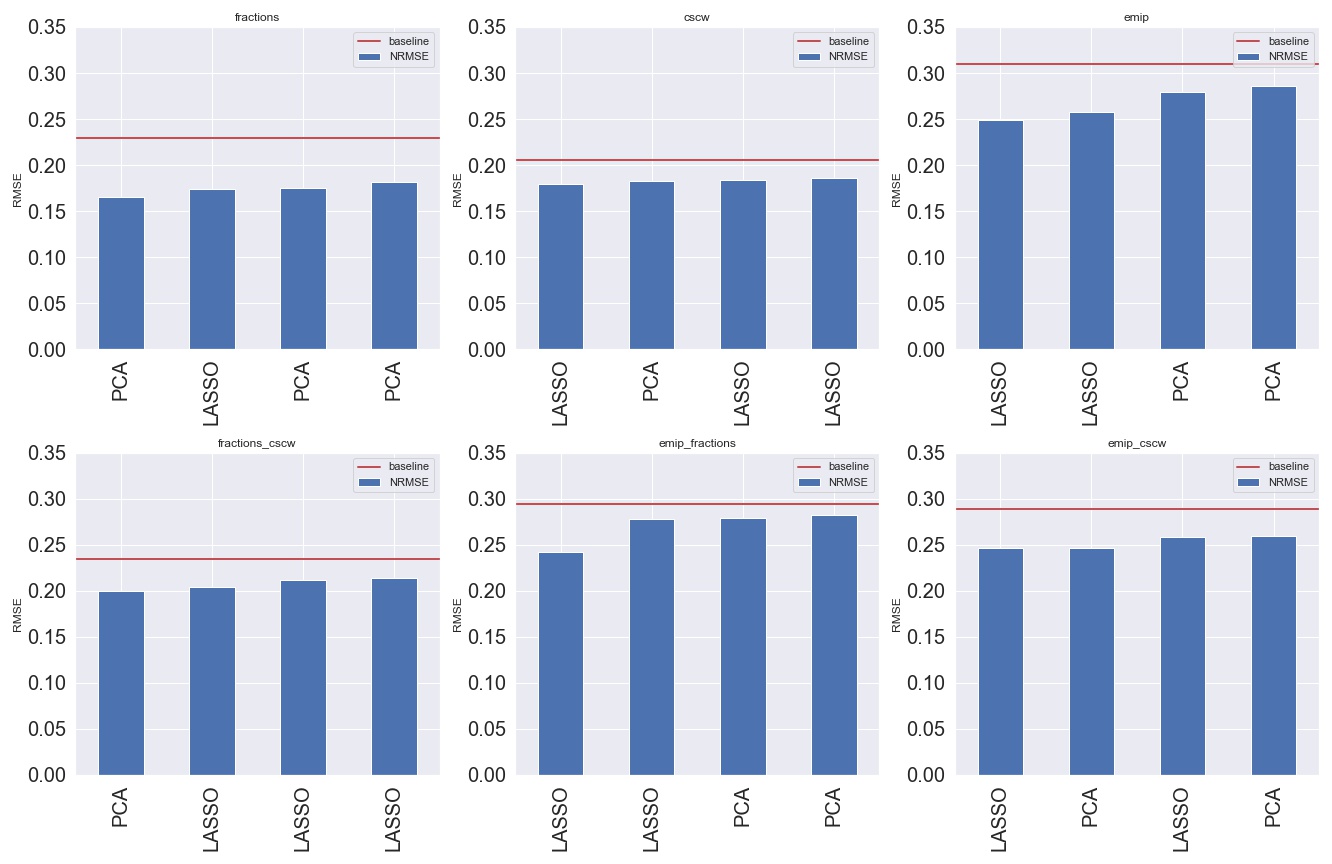 fractions
0.35
0.30
0.25
0.20
0.15
0.10
0.05
0.00
RMSE
baseline
NRMSE
PCA
LASSO
PCA
PCA
cscw
0.35
0.30
0.25
0.20
0.15
0.10
0.05
0.00
RMSE
baseline
NRMSE
LASSO
PCA
LASSO
LASSO
emip
0.35
0.30
0.25
0.20
0.15
0.10
0.05
0.00
RMSE
baseline
NRMSE
LASSO
LASSO
PCA
PCA
fractions_cscw
0.35
0.30
0.25
0.20
0.15
0.10
0.05
0.00
RMSE
baseline
NRMSE
PCA
LASSO
LASSO
LASSO
emip_fractions
0.35
0.30
0.25
0.20
0.15
0.10
0.05
0.00
RMSE
baseline
NRMSE
LASSO
LASSO
PCA
PCA
emip_cscw
0.35
0.30
0.25
0.20
0.15
0.10
0.05
0.00
RMSE
baseline
NRMSE
LASSO
PCA
LASSO
PCA